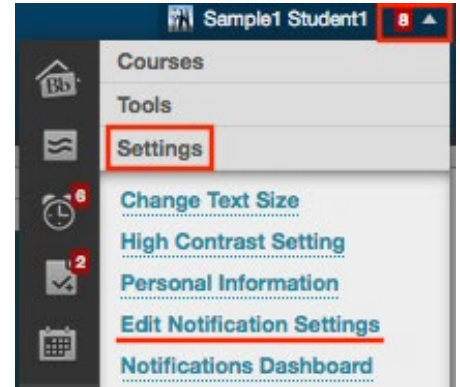 Sample1 Student1 8
Courses
Bb
Tools
Settings
6
Change Text Size
High Contrast Setting
2
Personal Information
Edit Notification Settings
Notifications Dashboard